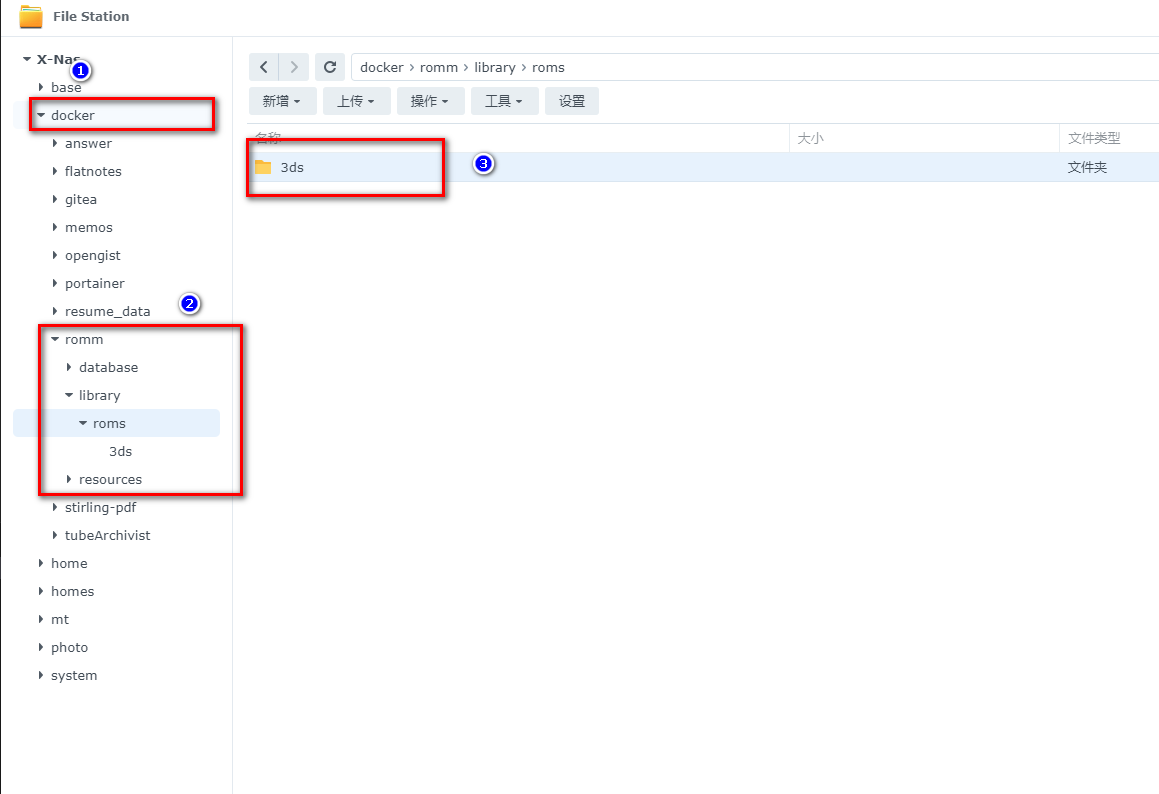 File Station
X-Nas
1
base
docker
answer
flatnotes
gitea
memos
opengist
portainer
resume_data
2
romm
database
library
roms
3ds
resources
stirling-pdf
tubeArchivist
home
homes
mt
photo
system
docker › romm › library › roms
新增 上传 操作 工具 设置
名称 大小 文件类型
3ds 文件夹
3